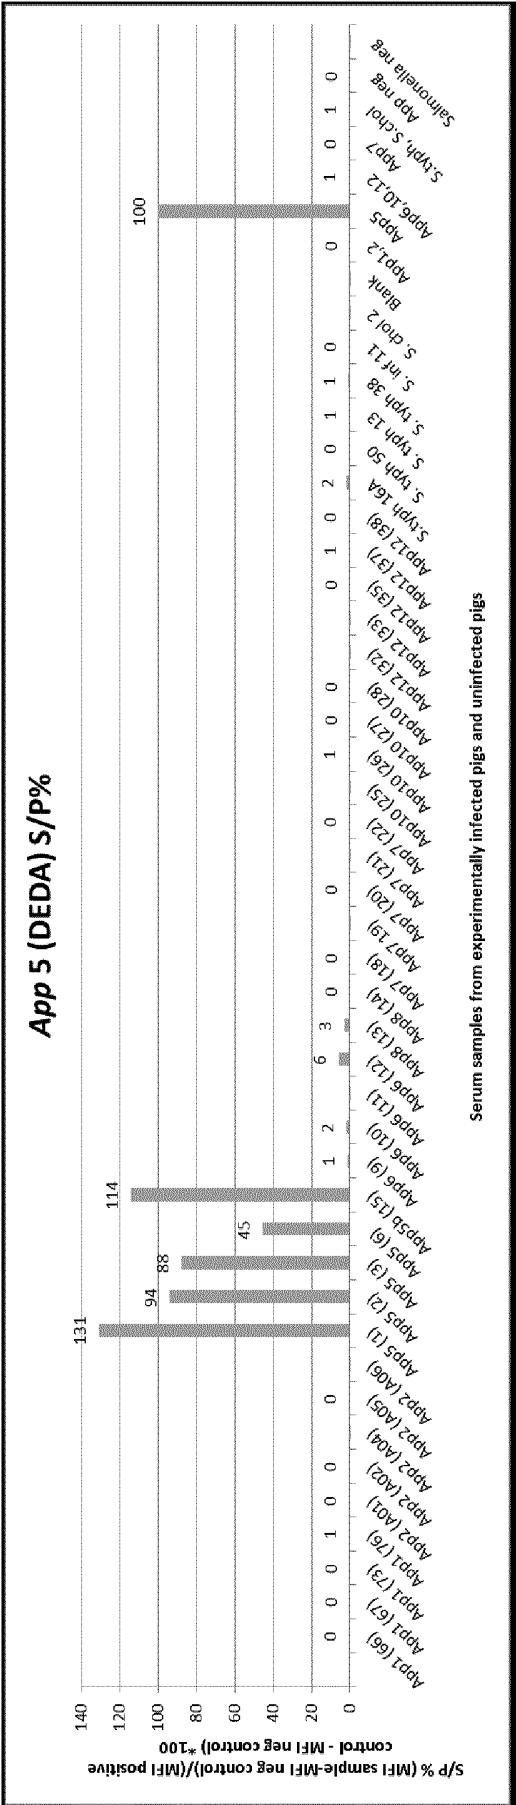 App 5 (DEDA) S/P%
S/P % (MFI sample-MFI neg control)/(MFI positive
control - MFI neg control) *100
140
120
100
80
60
40
20
0
0
0
0
1
0
0
0
131
94
88
45
114
1
2
6
3
0
0
0
0
1
0
0
0
1
0
2
0
1
1
0
0
100
1
0
1
0
App1 (66)
App1 (67)
App1 (73)
App1 (76)
App2 (A01)
App2 (A02)
App2 (A04)
App2 (A05)
App2 (A06)
App5 (1)
App5 (2)
App5 (3)
App5 (6)
App5b (15)
App6 (9)
App6 (10)
App6 (11)
App6 (12)
App8 (13)
App8 (14)
App7 (18)
App7 19)
App7 (20)
App7 (21)
App7 (22)
App10 (25)
App10 (26)
App10 (27)
App10 (28)
App12 (32)
App12 (33)
App12 (35)
App12 (37)
App12 (38)
S.typh 16A
S. typh 50
S. typh 13
S. typh 38
S. inf 11
S. chol 2
Blank
App1,2
App5
App6,10,12
App7
S.typh, S.chol
App neg
Salmonella neg
Serum samples from experimentally infected pigs and uninfected pigs